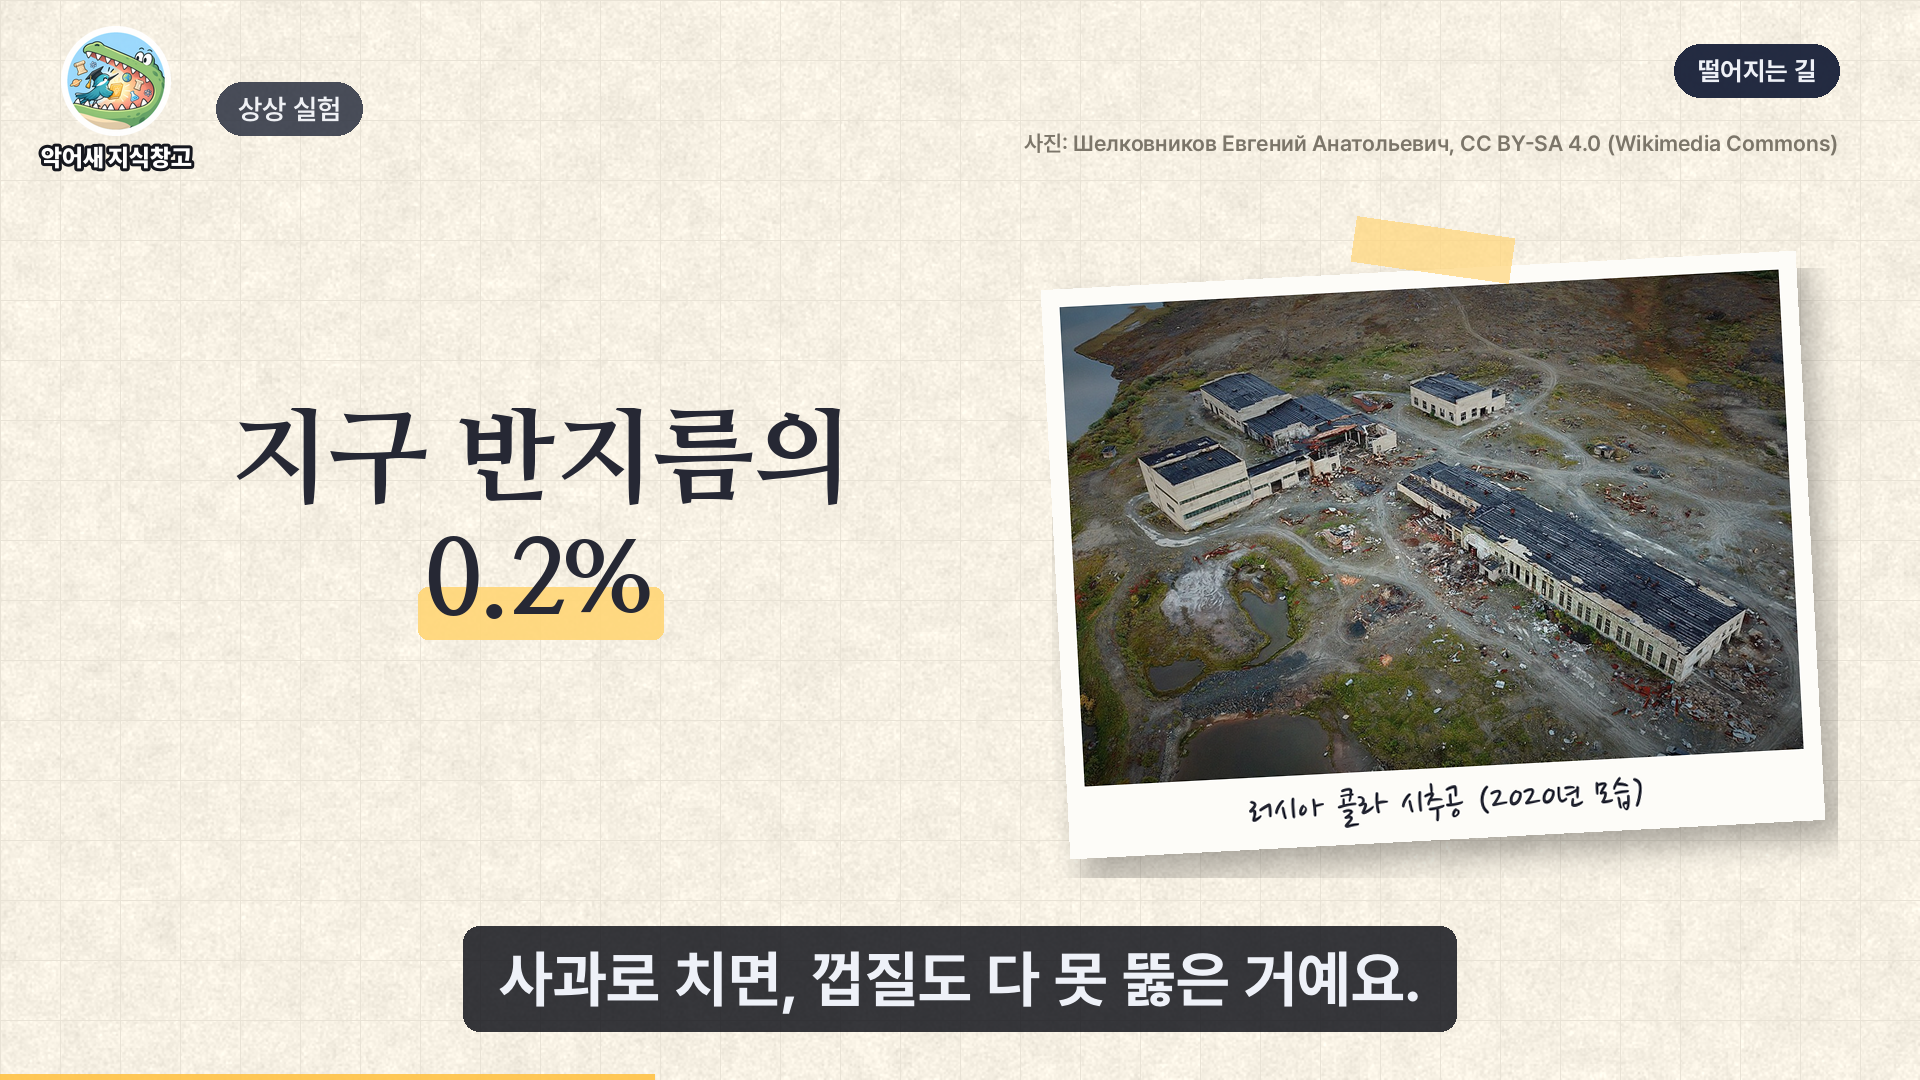 악어새 지식창고
상상 실험
떨어지는 길
사진: Шелковников Евгений Анатольевич, CC BY-SA 4.0 (Wikimedia Commons)
지구 반지름의
0.2%
러시아 콜라 시추공 (2020년 모습)
사과로 치면, 껍질도 다 못 뚫은 거예요.